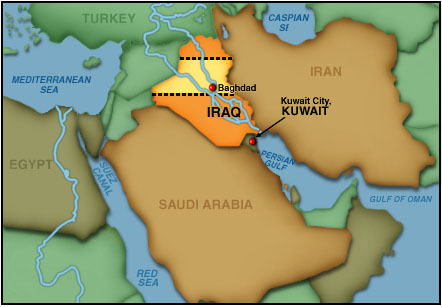 TURKEY
CASPIAN
SE
MEDITERRANEAN
SEA
IRAN
Baghdad
Kuwait City,
KUWAIT
IRAQ
EGYPT
SUEZ
CANAL
PERSIAN
GULF
SAUDI ARABIA
GULF OF OMAN
RED
SEA